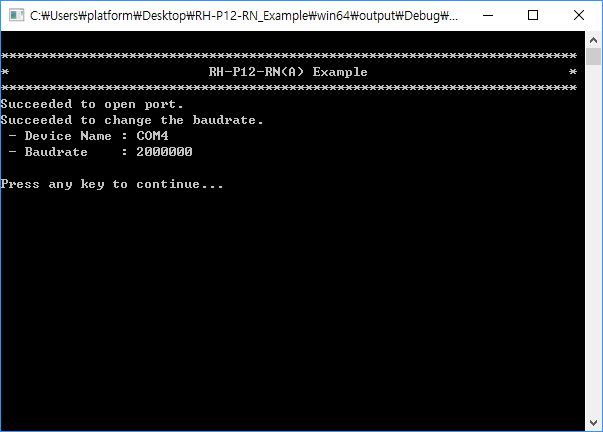 C:₩Users₩platform₩Desktop₩RH-P12-RN_Example₩win64₩output₩Debug₩...
************************************************************************
* RH-P12-RN(A) Example *
************************************************************************
Succeeded to open port.
Succeeded to change the baudrate.
- Device Name : COM4
- Baudrate : 2000000
Press any key to continue...